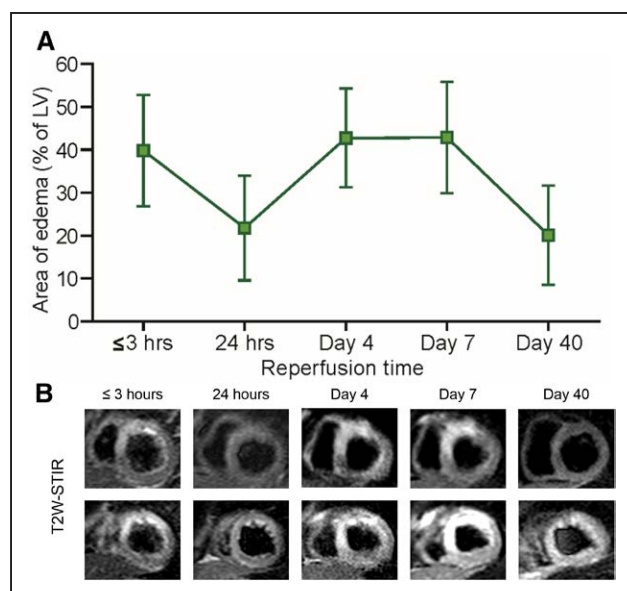 A
60
50
40
30
20
10
0
Area of edema (% of LV)
≤3 hrs 24 hrs Day 4 Day 7 Day 40
Reperfusion time
B
≤ 3 hours 24 hours Day 4 Day 7 Day 40
T2W-STIR